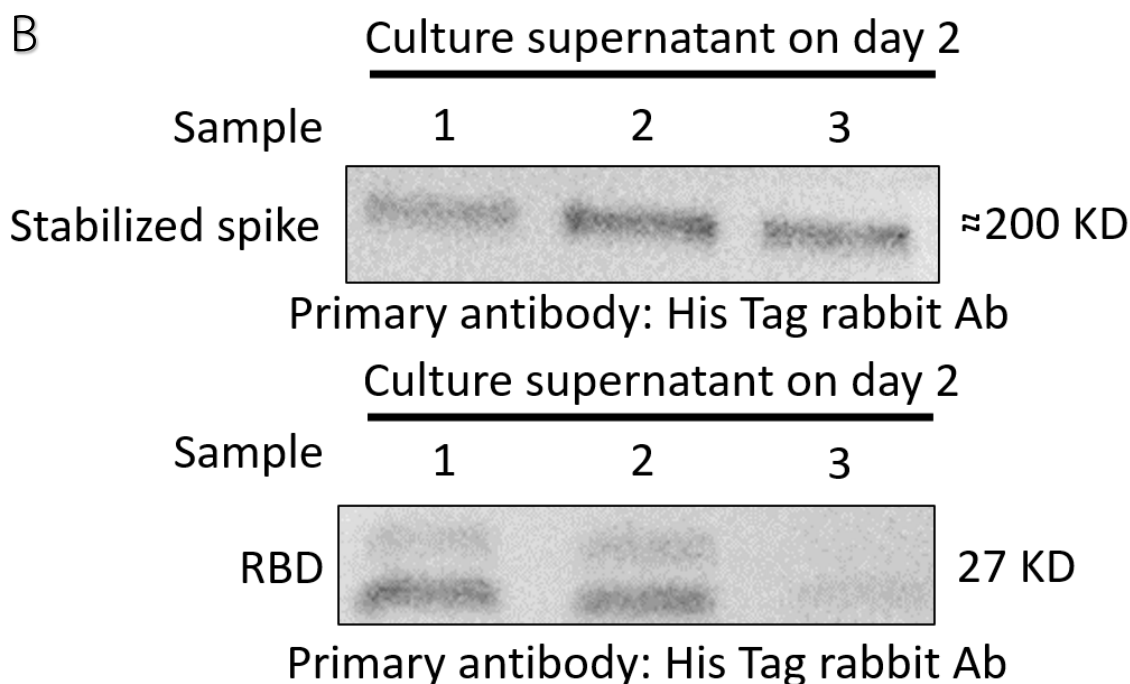 B
Culture supernatant on day 2
Sample 1 2 3
Stabilized spike ≈200 KD
Primary antibody: His Tag rabbit Ab
Culture supernatant on day 2
Sample 1 2 3
RBD 27 KD
Primary antibody: His Tag rabbit Ab